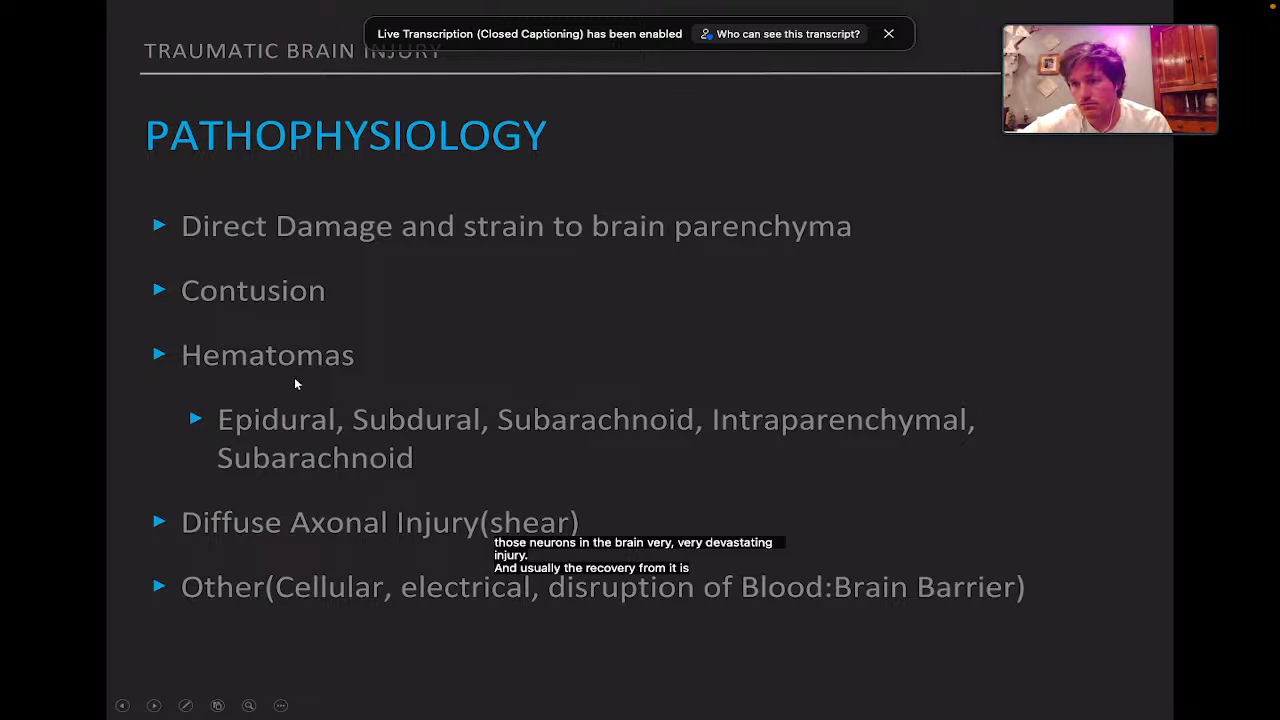 Live Transcription (Closed Captioning) has been enabled
Who can see this transcript?
TRAUMATIC BRAIN INJURY
PATHOPHYSIOLOGY
Direct Damage and strain to brain parenchyma
Contusion
Hematomas
Epidural, Subdural, Subarachnoid, Intraparenchymal,
Subarachnoid
Diffuse Axonal Injury(shear)
those neurons in the brain very, very devastating
injury.
And usually the recovery from it is
Other(Cellular, electrical, disruption of Blood:Brain Barrier)